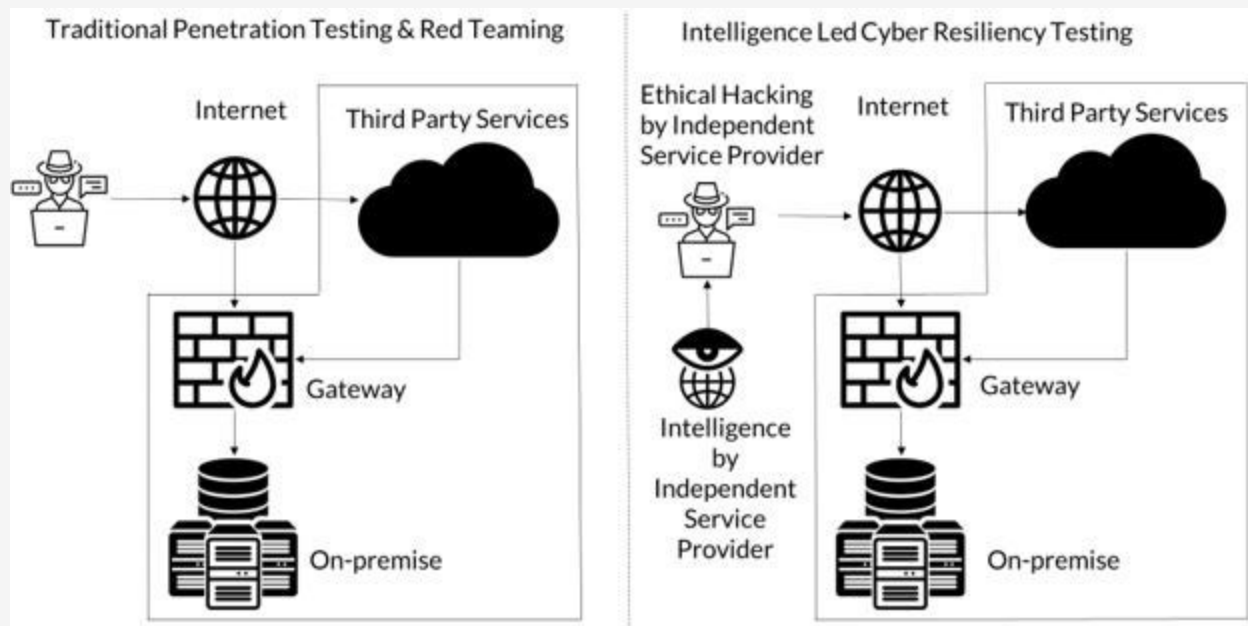 Traditional Penetration Testing & Red Teaming
Internet
Third Party Services
Gateway
On-premise
Intelligence Led Cyber Resiliency Testing
Ethical Hacking
by Independent
Service Provider
Internet
Third Party Services
Gateway
Intelligence
by
Independent
Service
Provider
On-premise